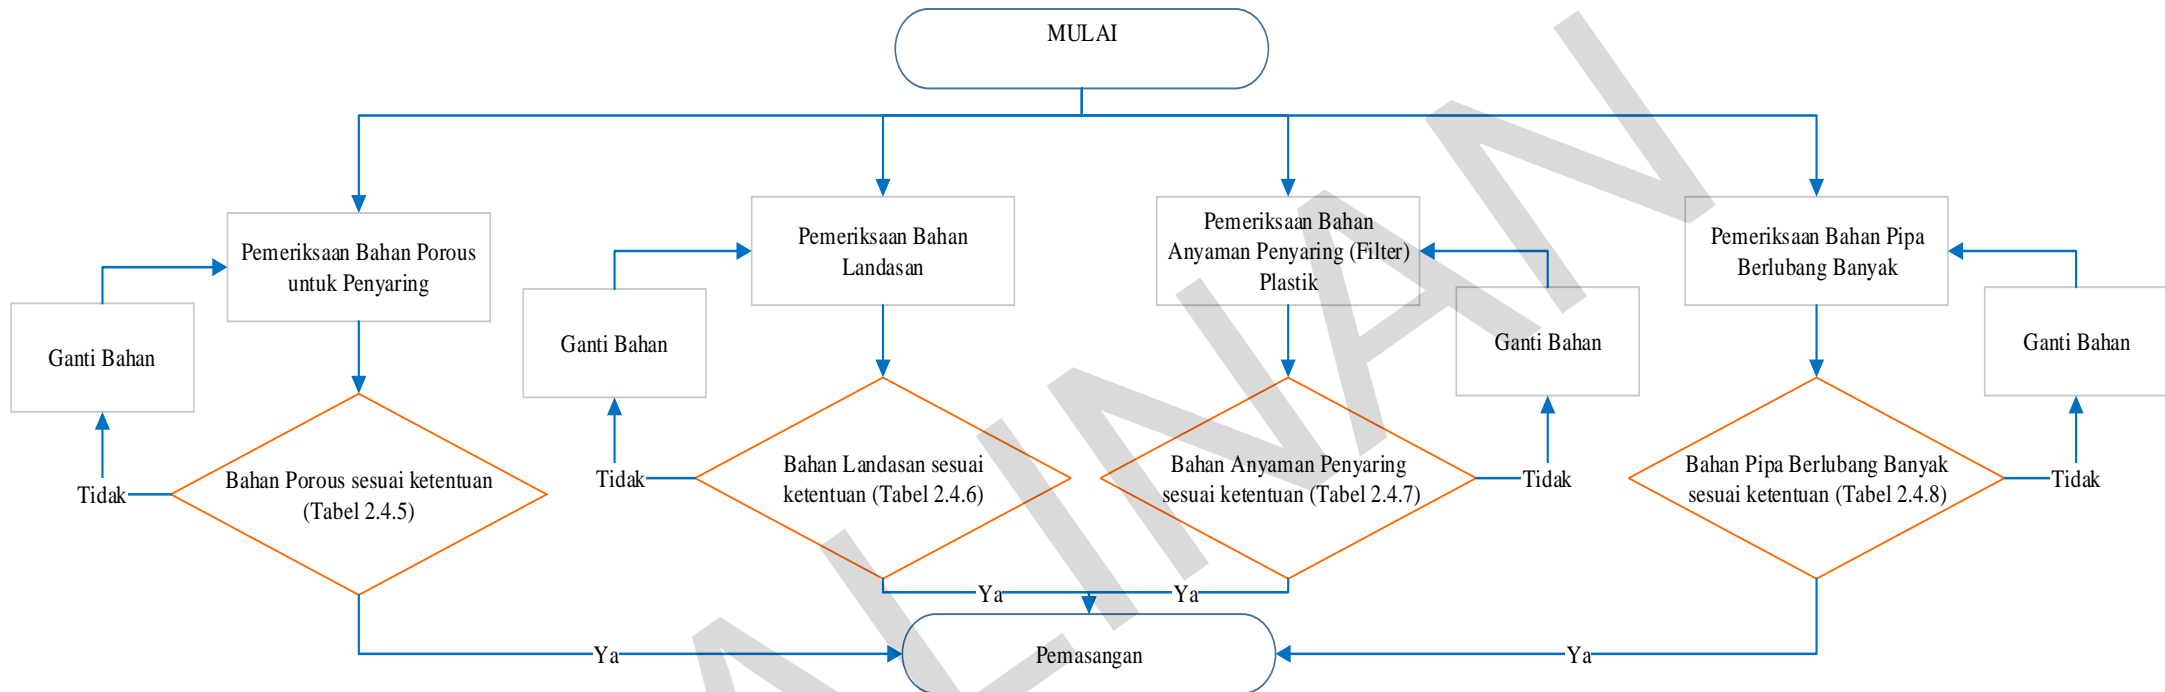 MULAI
Pemeriksaan Bahan Porous
untuk Penyaring
Pemeriksaan Bahan
Landasan
Pemeriksaan Bahan
Anyaman Penyaring (Filter)
Plastik
Pemeriksaan Bahan Pipa
Berlubang Banyak
Ganti Bahan
Ganti Bahan
Ganti Bahan
Ganti Bahan
Tidak
Bahan Porous sesuai ketentuan
(Tabel 2.4.5)
Tidak
Bahan Landasan sesuai
ketentuan (Tabel 2.4.6)
Bahan Anyaman Penyaring
sesuai ketentuan (Tabel 2.4.7)
Tidak
Bahan Pipa Berlubang Banyak
sesuai ketentuan (Tabel 2.4.8)
Tidak
Ya
Ya
Ya
Pemasangan
Ya
ALINAN